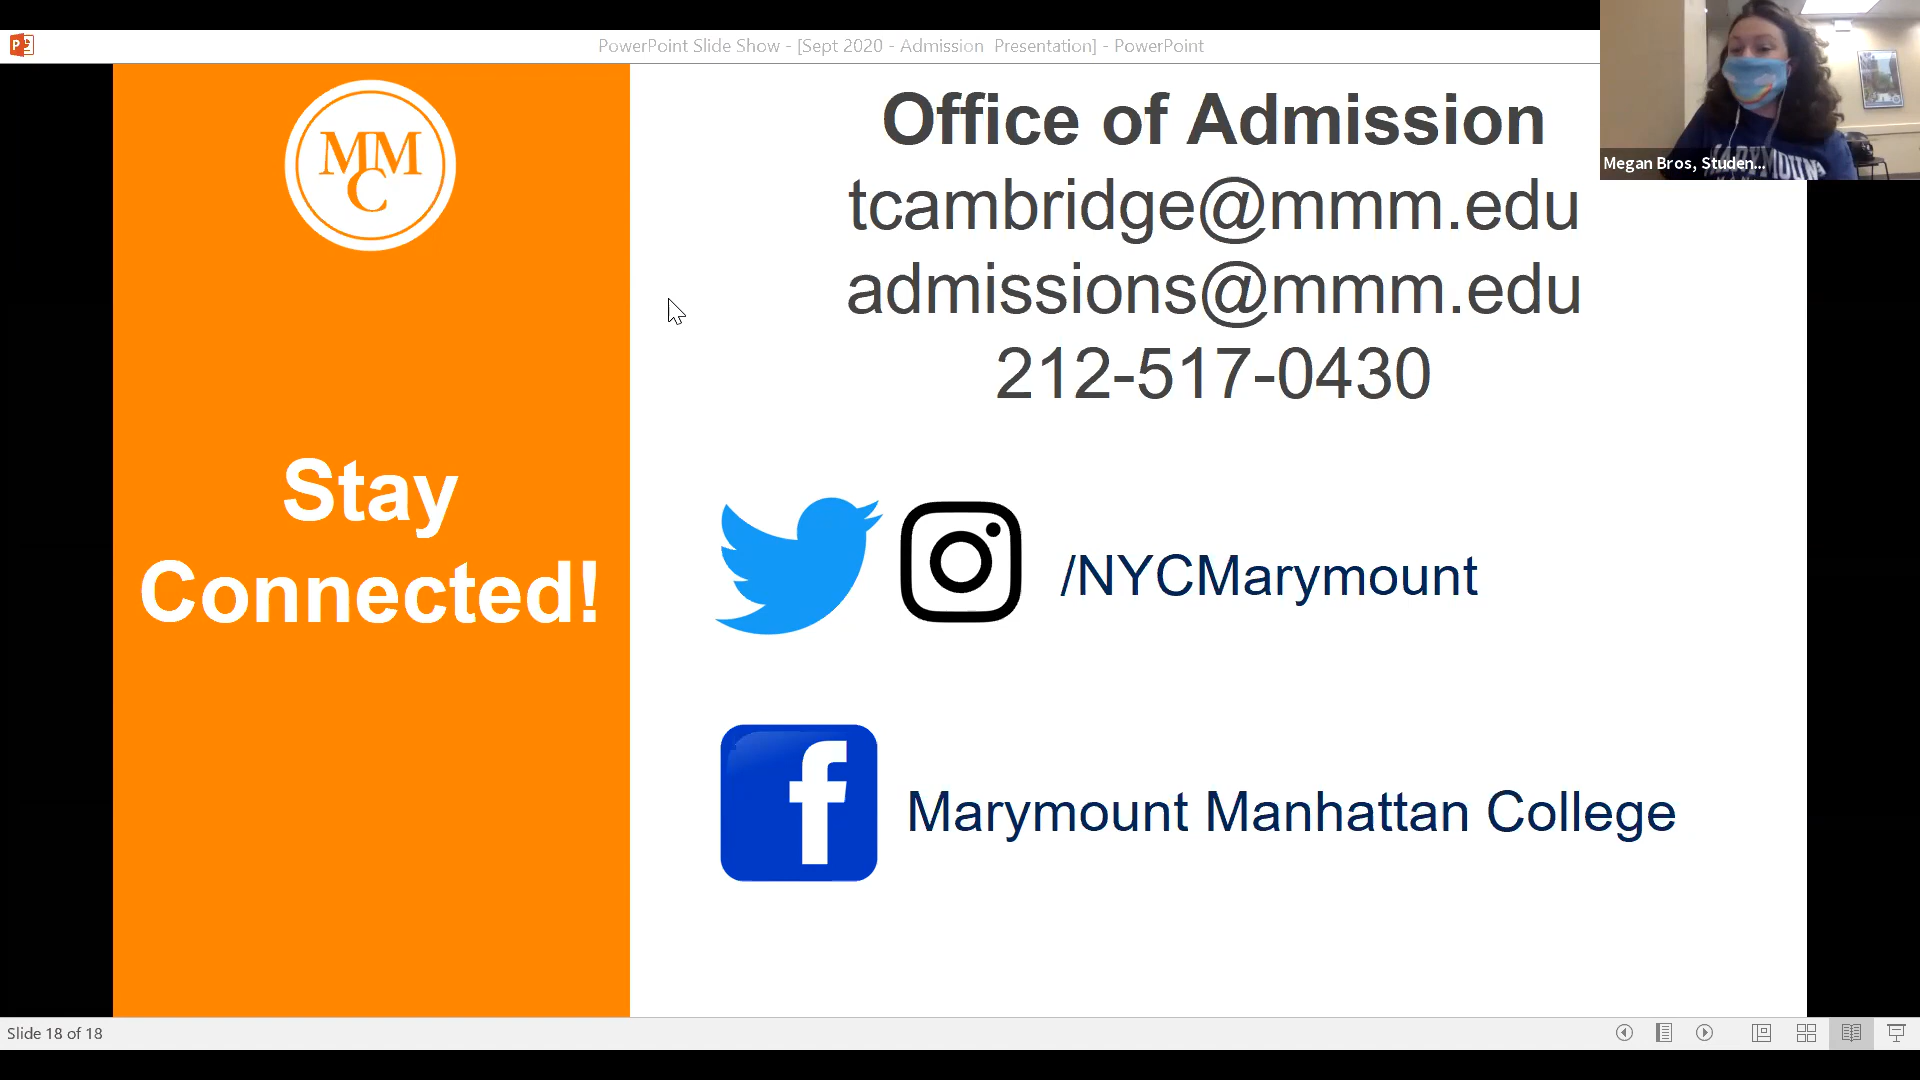 PowerPoint Slide Show - [Sept 2020 - Admission Presentation] - PowerPoint
MMC
Stay
Connected!
Office of Admission
tcambridge@mmm.edu
admissions@mmm.edu
212-517-0430
/NYCMarymount
f
Marymount Manhattan College
Megan Bros, Studen...
MARYMOUNT
Slide 18 of 18